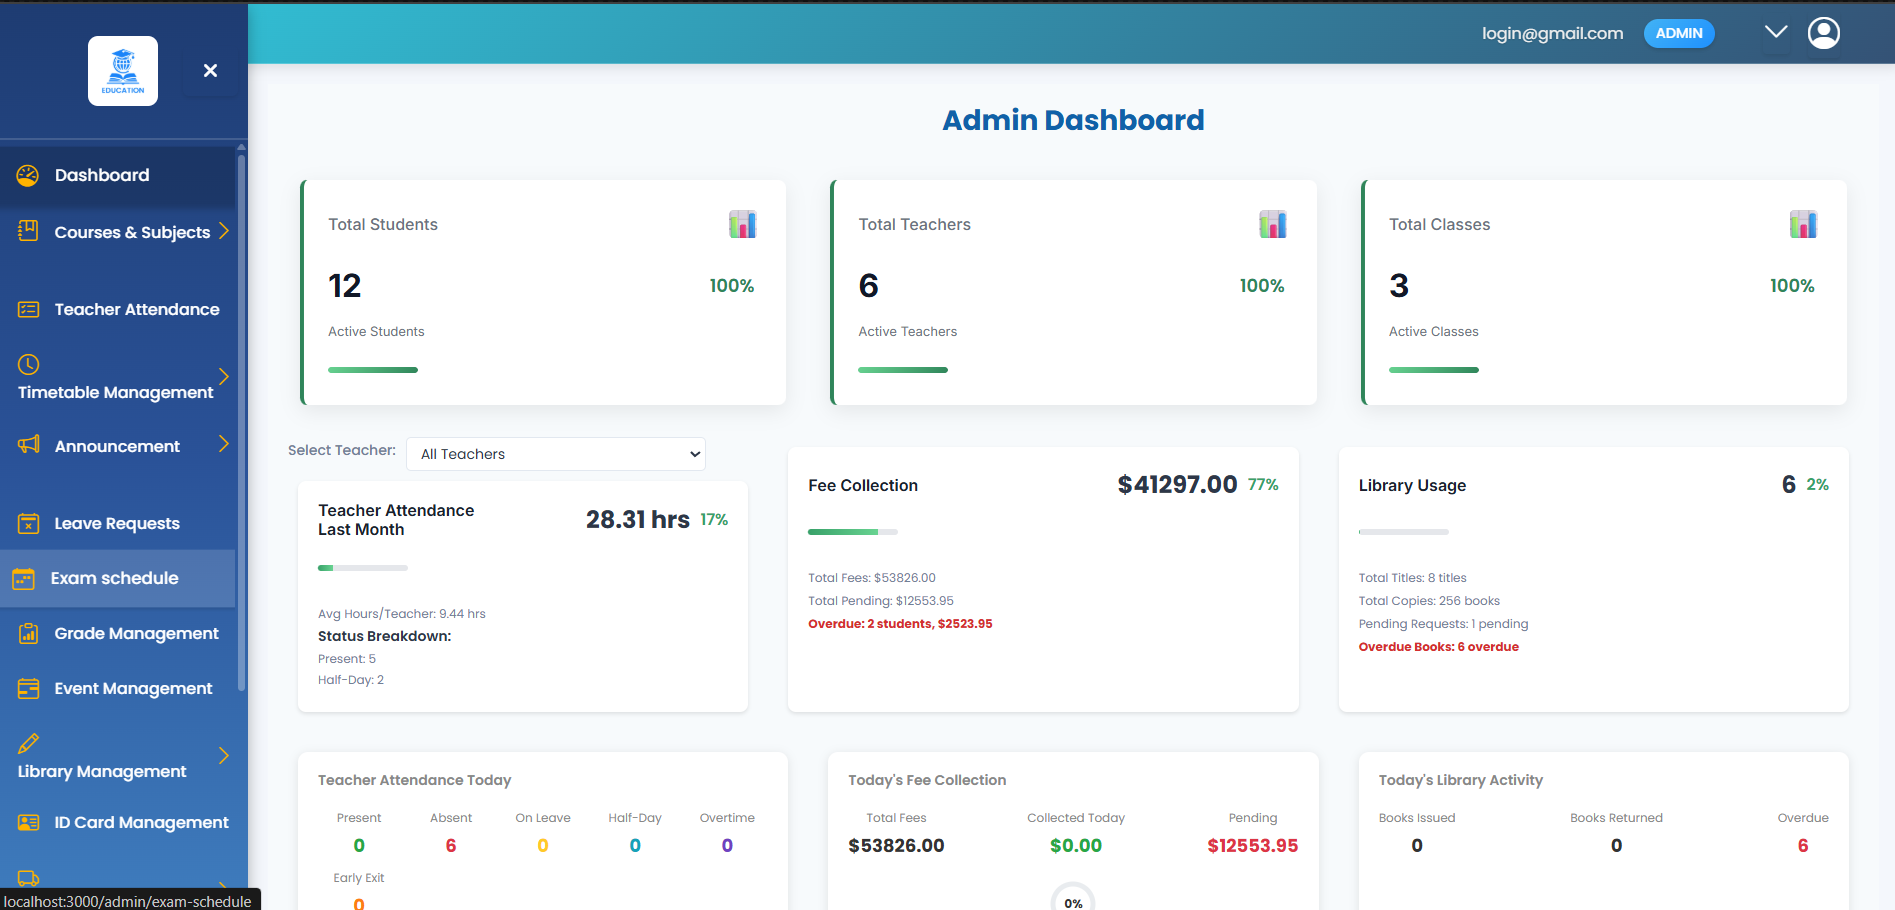 login@gmail.com ADMIN
EDUCATION
Dashboard
Courses & Subjects
Teacher Attendance
Timetable Management
Announcement
Leave Requests
Exam schedule
Grade Management
Event Management
Library Management
ID Card Management
localhost:3000/admin/exam-schedule
Admin Dashboard
Total Students
12 100%
Active Students
Total Teachers
6 100%
Active Teachers
Total Classes
3 100%
Active Classes
Select Teacher: All Teachers
Teacher Attendance
Last Month
28.31 hrs 17%
Avg Hours/Teacher: 9.44 hrs
Status Breakdown:
Present: 5
Half-Day: 2
Fee Collection $41297.00 77%
Total Fees: $53826.00
Total Pending: $12553.95
Overdue: 2 students, $2523.95
Library Usage 6 2%
Total Titles: 8 titles
Total Copies: 256 books
Pending Requests: 1 pending
Overdue Books: 6 overdue
Teacher Attendance Today
Present Absent On Leave Half-Day Overtime
0 6 0 0 0
Early Exit
0
Today's Fee Collection
Total Fees Collected Today Pending
$53826.00 $0.00 $12553.95
0%
Today's Library Activity
Books Issued Books Returned Overdue
0 0 6